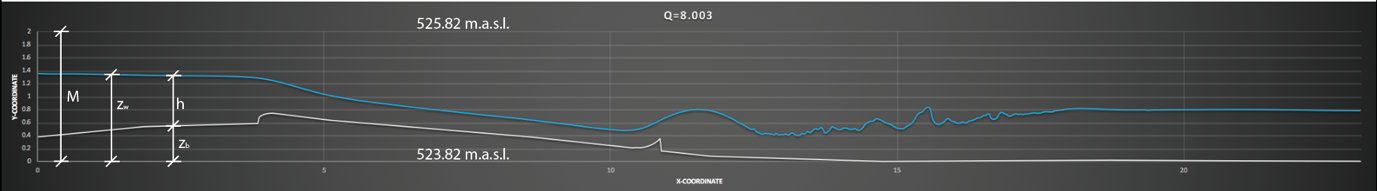 Q=8.003
525.82 m.a.s.l.
2
1.8
1.6
1.4
1.2
1
0.8
0.6
0.4
0.2
0
Y-COORDINATE
M
zw
h
zb
523.82 m.a.s.l.
0 5 10 15 20
X-COORDINATE